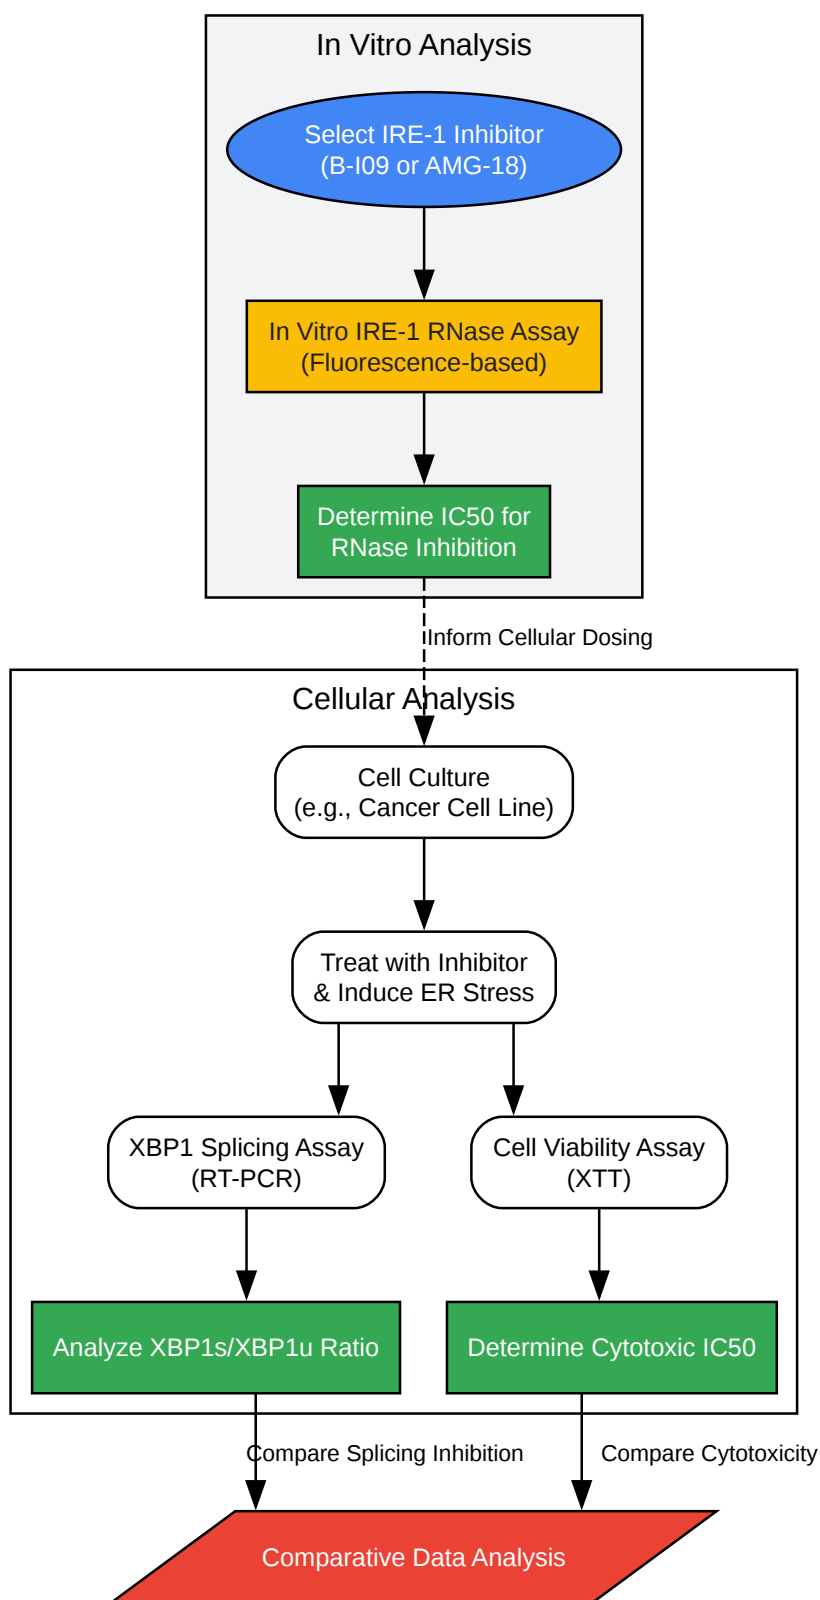 In Vitro Analysis
Select IRE-1 Inhibitor
(B-I09 or AMG-18)
In Vitro IRE-1 RNase Assay
(Fluorescence-based)
Determine IC50 for
RNase Inhibition
Inform Cellular Dosing
Cellular Analysis
Cell Culture
(e.g., Cancer Cell Line)
Treat with Inhibitor
& Induce ER Stress
XBP1 Splicing Assay
(RT-PCR)
Cell Viability Assay
(XTT)
Analyze XBP1s/XBP1u Ratio
Determine Cytotoxic IC50
Compare Splicing Inhibition
Compare Cytotoxicity
Comparative Data Analysis